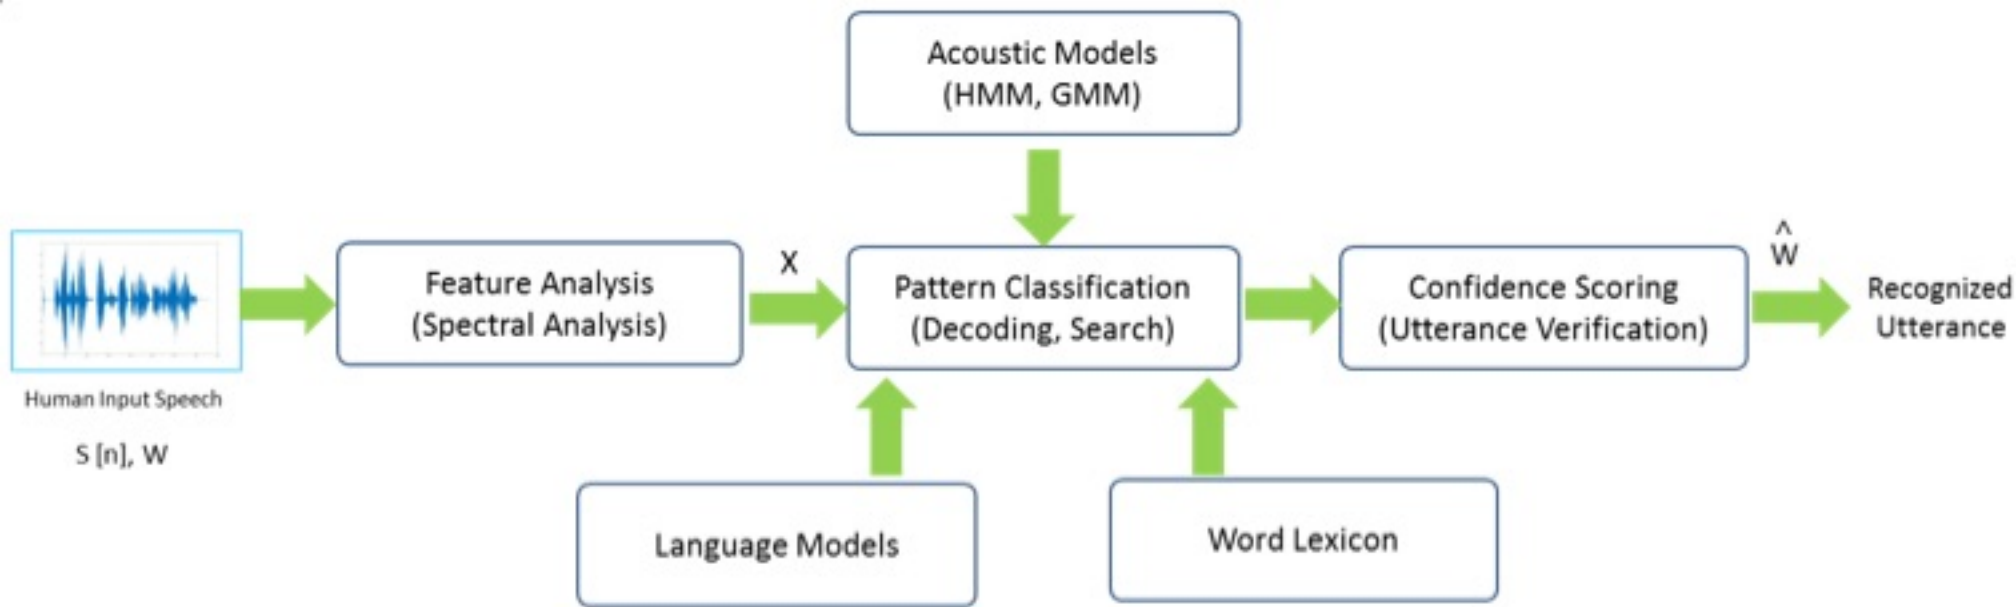 Acoustic Models
(HMM, GMM)
Human Input Speech
S [n], W
Feature Analysis
(Spectral Analysis)
X
Pattern Classification
(Decoding, Search)
Confidence Scoring
(Utterance Verification)
^
W
Recognized
Utterance
Language Models
Word Lexicon